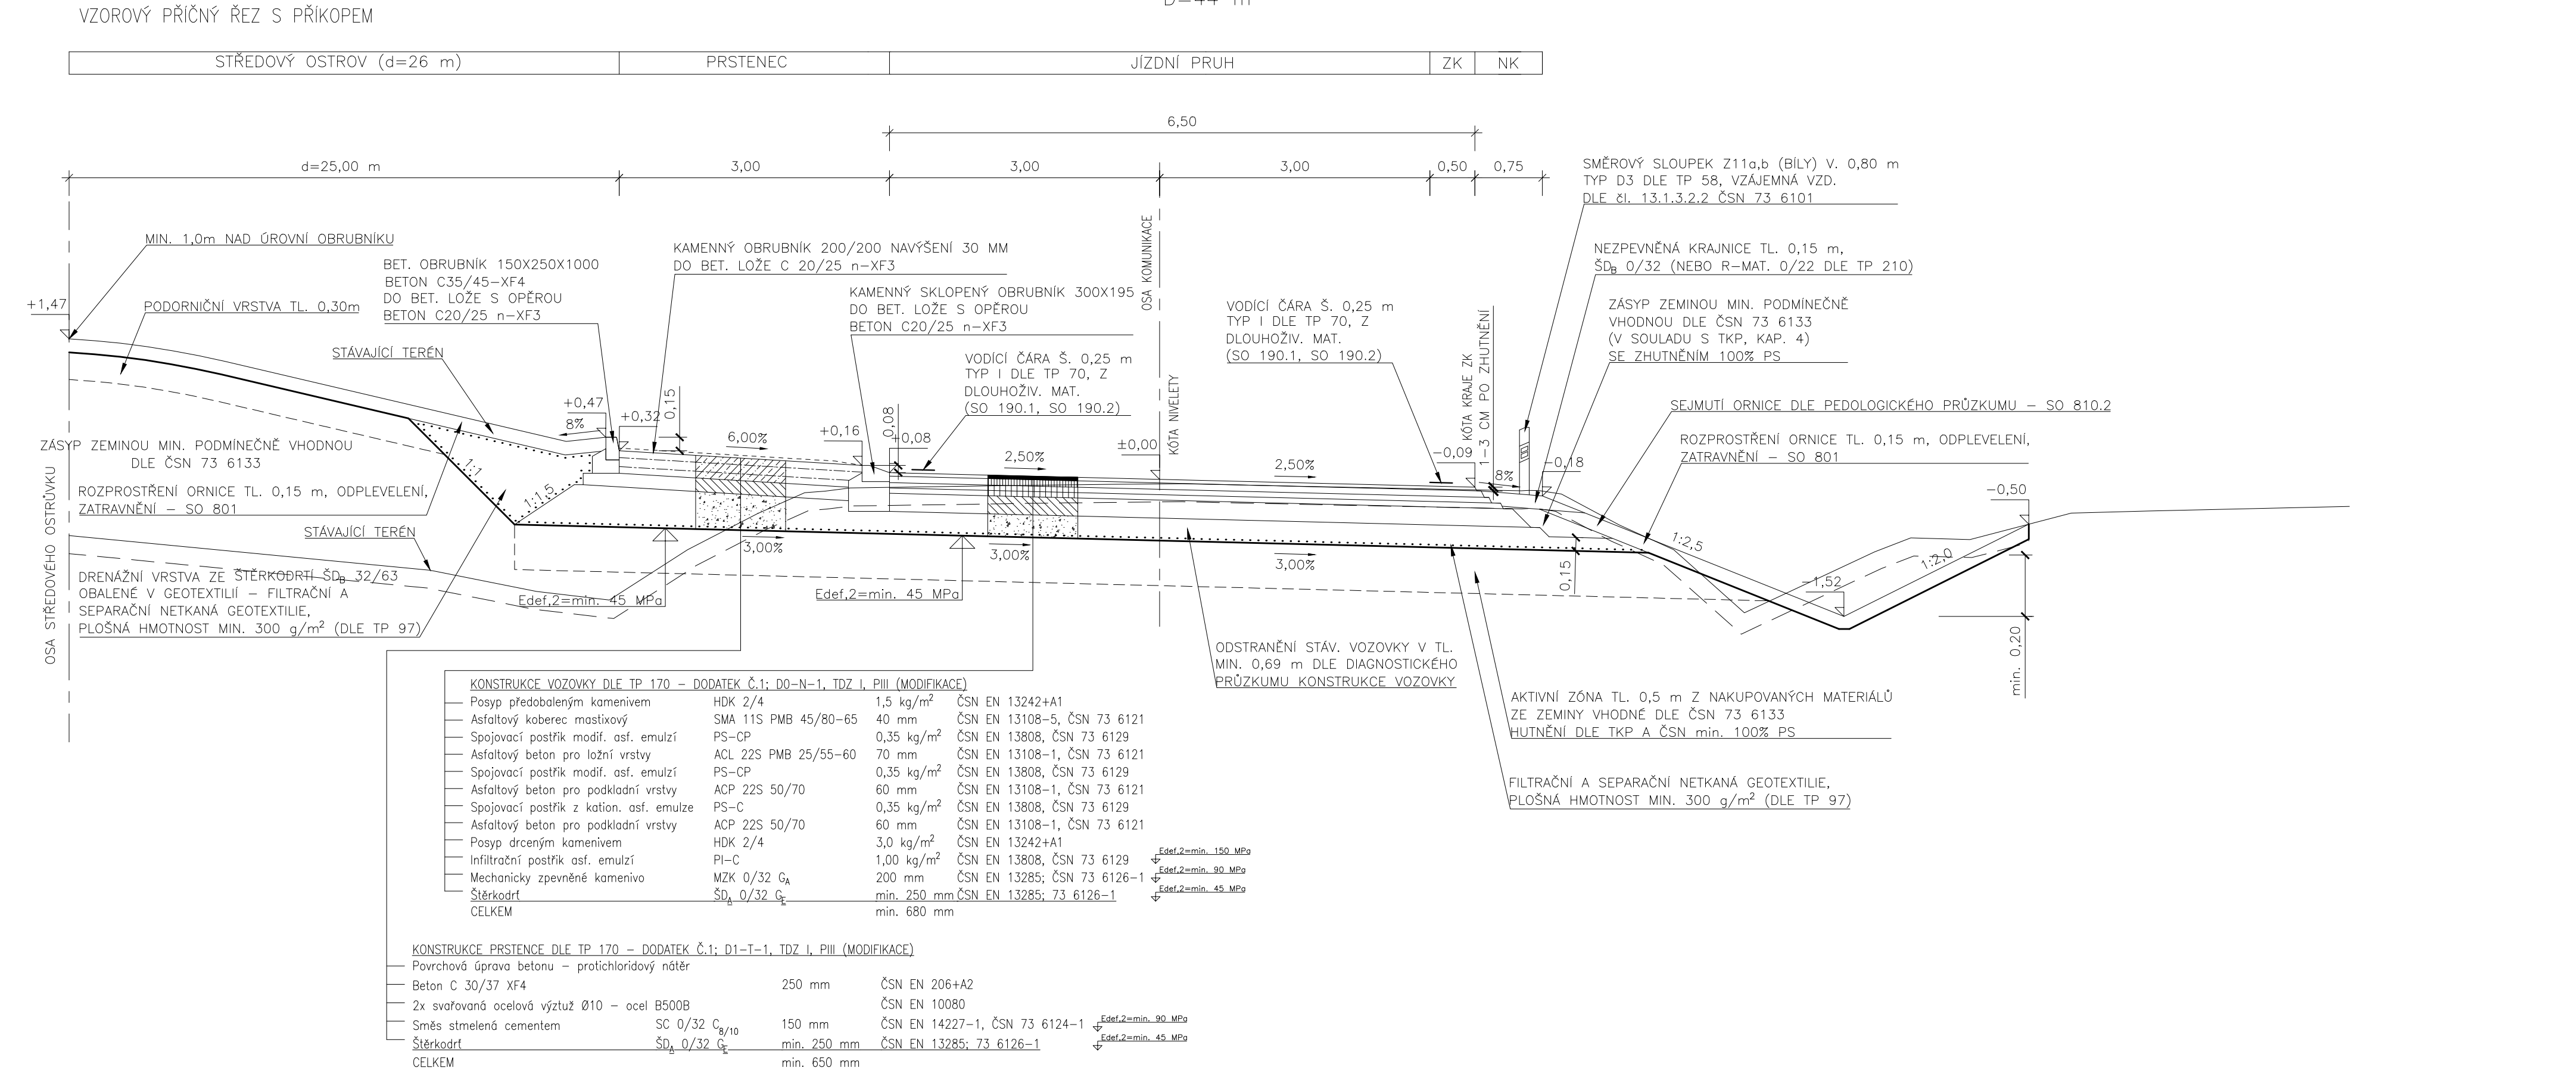 VZOROVÝ PŘÍČNÝ ŘEZ S PŘÍKOPEM
D=44 m
STŘEDOVÝ OSTROV (d=26 m)
PRSTENEC
JÍZDNÍ PRUH
ZK
NK
6,50
d=25,00 m
3,00
3,00
3,00
0,50
0,75
SMĚROVÝ SLOUPEK Z11a,b (BÍLY) V. 0,80 m
TYP D3 DLE TP 58, VZÁJEMNÁ VZD.
DLE čl. 13.1.3.2.2 ČSN 73 6101
MIN. 1,0m NAD ÚROVNÍ OBRUBNÍKU
BET. OBRUBNÍK 150X250X1000
BETON C35/45-XF4
DO BET. LOŽE S OPĚROU
BETON C20/25 n-XF3
KAMENNÝ OBRUBNÍK 200/200 NAVÝŠENÍ 30 MM
DO BET. LOŽE C 20/25 n-XF3
KAMENNÝ SKLOPENÝ OBRUBNÍK 300X195
DO BET. LOŽE S OPĚROU
BETON C20/25 n-XF3
OSA KOMUNIKACE
NEZPEVNĚNÁ KRAJNICE TL. 0,15 m,
ŠDB 0/32 (NEBO R-MAT. 0/22 DLE TP 210)
+1,47
PODORNIČNÍ VRSTVA TL. 0,30m
VODÍCÍ ČÁRA Š. 0,25 m
TYP I DLE TP 70, Z
DLOUHOŽIV. MAT.
(SO 190.1, SO 190.2)
ZÁSYP ZEMINOU MIN. PODMÍNEČNĚ
VHODNOU DLE ČSN 73 6133
(V SOULADU S TKP, KAP. 4)
SE ZHUTNĚNÍM 100% PS
STÁVAJÍCÍ TERÉN
VODÍCÍ ČÁRA Š. 0,25 m
TYP I DLE TP 70, Z
DLOUHOŽIV. MAT.
(SO 190.1, SO 190.2)
KÓTA NIVELETY
KÓTA KRAJE ZK
1-3 CM PO ZHUTNĚNÍ
+0,47
8%
+0,32
0,15
6,00%
+0,16
0,08
+0,08
2,50%
±0,00
2,50%
-0,09
8%
-0,18
SEJMUTÍ ORNICE DLE PEDOLOGICKÉHO PRŮZKUMU - SO 810.2
ROZPROSTŘENÍ ORNICE TL. 0,15 m, ODPLEVELENÍ,
ZATRAVNĚNÍ - SO 801
ZÁSYP ZEMINOU MIN. PODMÍNEČNĚ VHODNOU
DLE ČSN 73 6133
1:1
1:1,5
ROZPROSTŘENÍ ORNICE TL. 0,15 m, ODPLEVELENÍ,
ZATRAVNĚNÍ - SO 801
STÁVAJÍCÍ TERÉN
OSA STŘEDOVÉHO OSTRŮVKU
-0,50
1:2,5
1:2,0
3,00%
3,00%
3,00%
0,15
-1,52
min. 0,20
DRENÁŽNÍ VRSTVA ZE ŠTĚRKODRTÍ ŠDB 32/63
OBALENÉ V GEOTEXTILIÍ - FILTRAČNÍ A
SEPARAČNÍ NETKANÁ GEOTEXTILIE,
PLOŠNÁ HMOTNOST MIN. 300 g/m² (DLE TP 97)
Edef,2=min. 45 MPa
Edef,2=min. 45 MPa
ODSTRANĚNÍ STÁV. VOZOVKY V TL.
MIN. 0,69 m DLE DIAGNOSTICKÉHO
PRŮZKUMU KONSTRUKCE VOZOVKY
AKTIVNÍ ZÓNA TL. 0,5 m Z NAKUPOVANÝCH MATERIÁLŮ
ZE ZEMINY VHODNÉ DLE ČSN 73 6133
HUTNĚNÍ DLE TKP A ČSN min. 100% PS
FILTRAČNÍ A SEPARAČNÍ NETKANÁ GEOTEXTILIE,
PLOŠNÁ HMOTNOST MIN. 300 g/m² (DLE TP 97)
KONSTRUKCE VOZOVKY DLE TP 170 - DODATEK Č.1; D0-N-1, TDZ I, PIII (MODIFIKACE)
Posyp předobaleným kamenivem HDK 2/4 1,5 kg/m² ČSN EN 13242+A1
Asfaltový koberec mastixový SMA 11S PMB 45/80-65 40 mm ČSN EN 13108-5, ČSN 73 6121
Spojovací postřik modif. asf. emulzí PS-CP 0,35 kg/m² ČSN EN 13808, ČSN 73 6129
Asfaltový beton pro ložní vrstvy ACL 22S PMB 25/55-60 70 mm ČSN EN 13108-1, ČSN 73 6121
Spojovací postřik modif. asf. emulzí PS-CP 0,35 kg/m² ČSN EN 13808, ČSN 73 6129
Asfaltový beton pro podkladní vrstvy ACP 22S 50/70 60 mm ČSN EN 13108-1, ČSN 73 6121
Spojovací postřik z kation. asf. emulze PS-C 0,35 kg/m² ČSN EN 13808, ČSN 73 6129
Asfaltový beton pro podkladní vrstvy ACP 22S 50/70 60 mm ČSN EN 13108-1, ČSN 73 6121
Posyp drceným kamenivem HDK 2/4 3,0 kg/m² ČSN EN 13242+A1
Infiltrační postřik asf. emulzí PI-C 1,00 kg/m² ČSN EN 13808, ČSN 73 6129 Edef,2=min. 150 MPa
Mechanicky zpevněné kamenivo MZK 0/32 GA 200 mm ČSN EN 13285; ČSN 73 6126-1 Edef,2=min. 90 MPa
Štěrkodrť ŠDA 0/32 GE min. 250 mm ČSN EN 13285; 73 6126-1 Edef,2=min. 45 MPa
CELKEM min. 680 mm
KONSTRUKCE PRSTENCE DLE TP 170 - DODATEK Č.1; D1-T-1, TDZ I, PIII (MODIFIKACE)
Povrchová úprava betonu - protichloridový nátěr
Beton C 30/37 XF4 250 mm ČSN EN 206+A2
2x svařovaná ocelová výztuž Ø10 - ocel B500B ČSN EN 10080
Směs stmelená cementem SC 0/32 C8/10 150 mm ČSN EN 14227-1, ČSN 73 6124-1 Edef,2=min. 90 MPa
Štěrkodrť ŠDA 0/32 GE min. 250 mm ČSN EN 13285; 73 6126-1 Edef,2=min. 45 MPa
CELKEM min. 650 mm